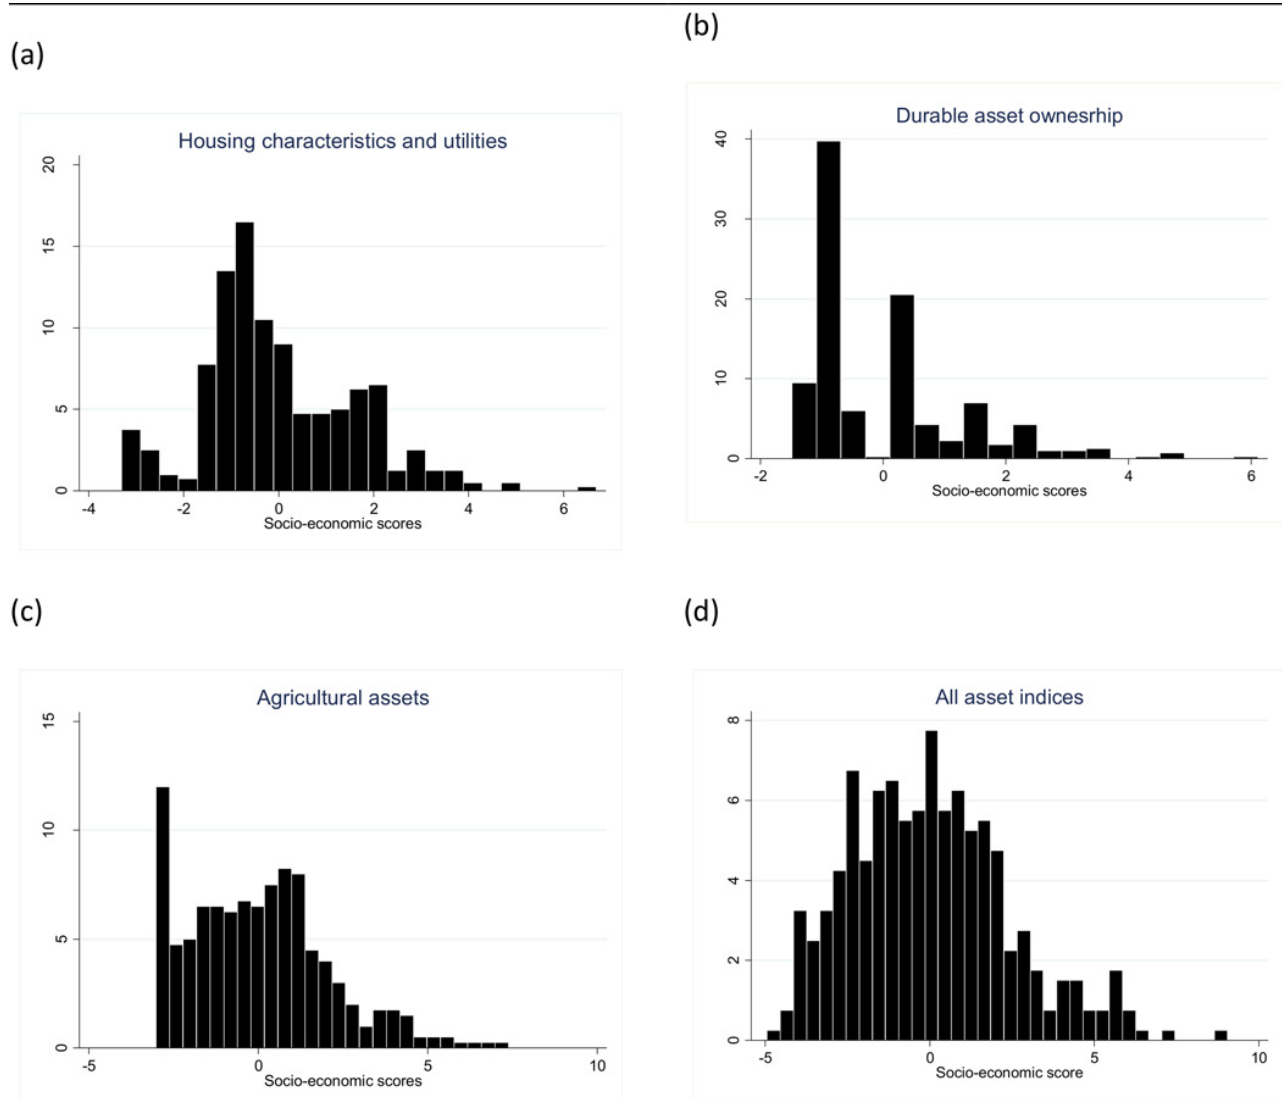 (a)
Housing characteristics and utilities
20
15
10
5
0
-4 -2 0 2 4 6
Socio-economic scores
(b)
Durable asset ownesrhip
40
30
20
10
0
-2 0 2 4 6
Socio-economic scores
(c)
Agricultural assets
15
10
5
0
-5 0 5 10
Socio-economic scores
(d)
All asset indices
8
6
4
2
0
-5 0 5 10
Socio-economic score